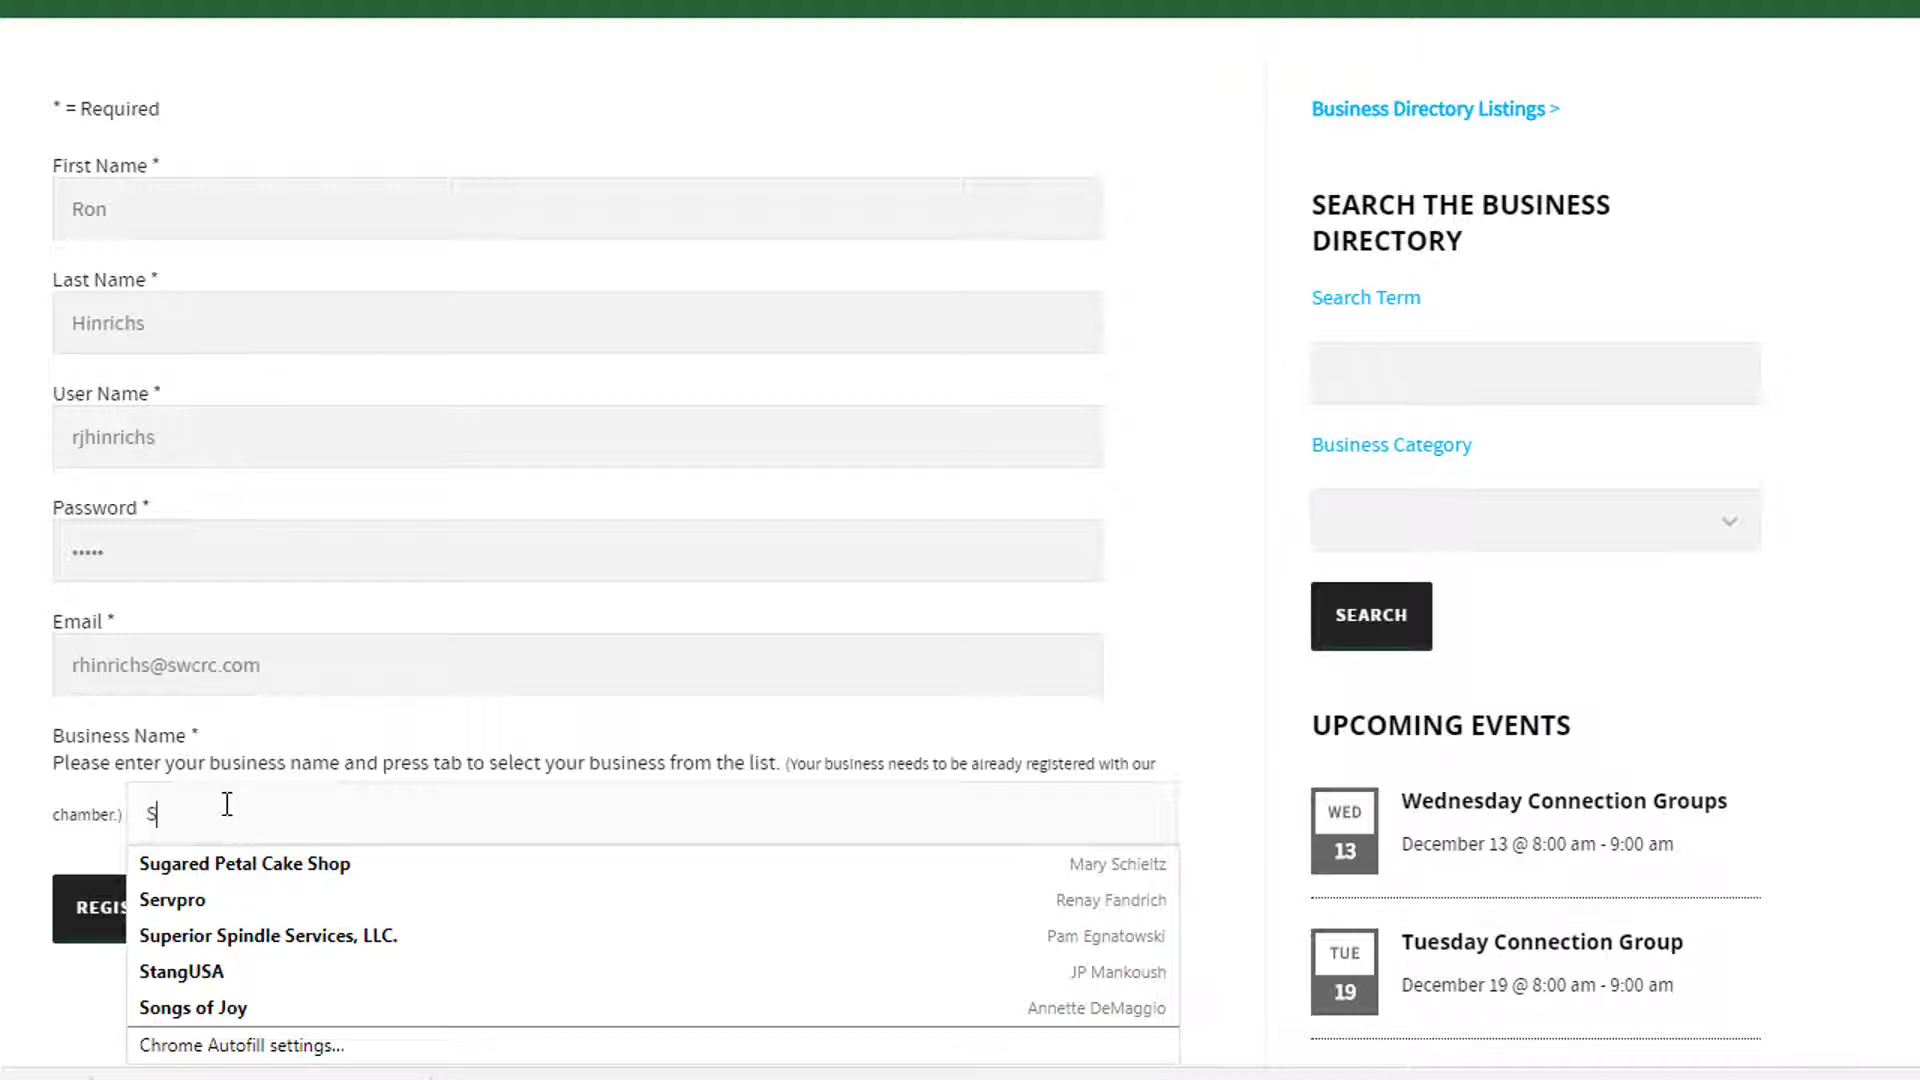 * = Required
First Name *
Ron
Last Name *
Hinrichs
User Name *
rjhinrichs
Password *
•••••
Email *
rhinrichs@swcrc.com
Business Name *
Please enter your business name and press tab to select your business from the list. (Your business needs to be already registered with our
chamber.) S
REGIS
Sugared Petal Cake Shop Mary Schieltz
Servpro Renay Fandrich
Superior Spindle Services, LLC. Pam Egnatowski
StangUSA JP Mankoush
Songs of Joy Annette DeMaggio
Chrome Autofill settings...
Business Directory Listings >
SEARCH THE BUSINESS
DIRECTORY
Search Term
Business Category
SEARCH
UPCOMING EVENTS
WED
13
Wednesday Connection Groups
December 13 @ 8:00 am - 9:00 am
TUE
19
Tuesday Connection Group
December 19 @ 8:00 am - 9:00 am